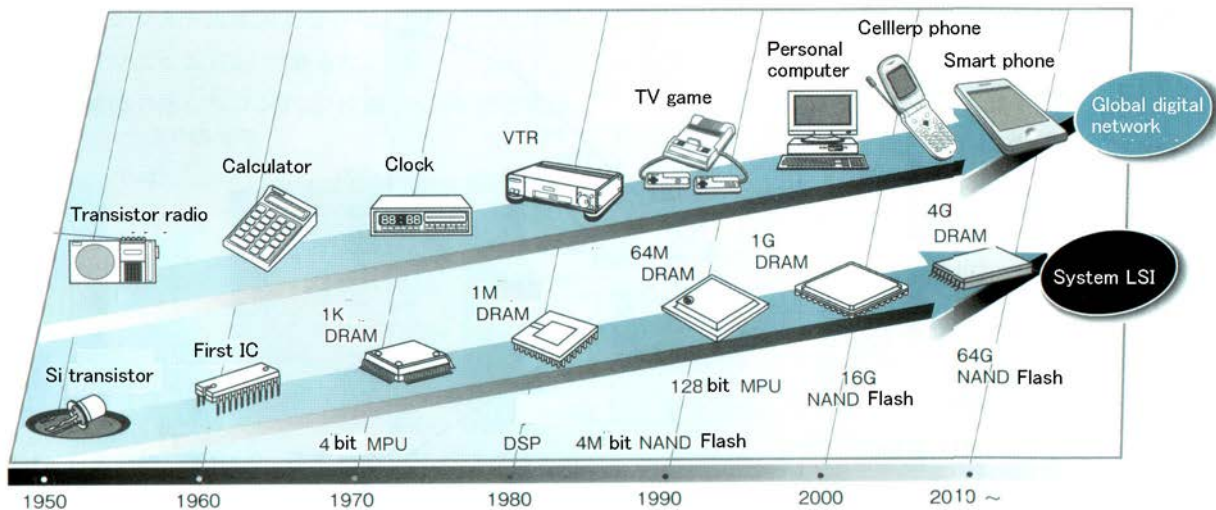 Celllerp phone
Personal
computer
Smart phone
TV game
Global digital
network
VTR
Calculator
Clock
Transistor radio
88:88
4G
DRAM
64M
DRAM
1G
DRAM
System LSI
1M
DRAM
1K
DRAM
First IC
Si transistor
64G
NAND Flash
128 bit MPU
16G
NAND Flash
4 bit MPU
DSP
4M bit NAND Flash
1950
1960
1970
1980
1990
2000
2010 ~